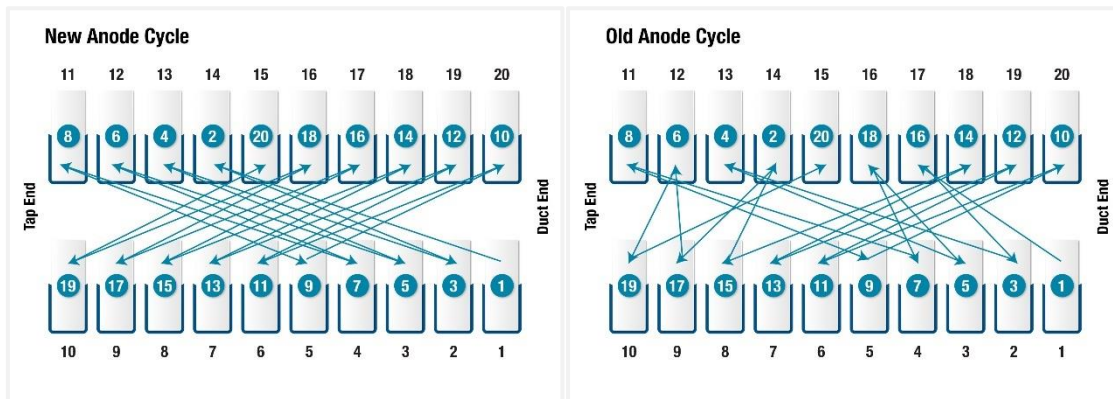 New Anode Cycle
11 12 13 14 15 16 17 18 19 20
8 6 4 2 20 18 16 14 12 10
Tap End
Duct End
19 17 15 13 11 9 7 5 3 1
10 9 8 7 6 5 4 3 2 1
Old Anode Cycle
11 12 13 14 15 16 17 18 19 20
8 6 4 2 20 18 16 14 12 10
Tap End
Duct End
19 17 15 13 11 9 7 5 3 1
10 9 8 7 6 5 4 3 2 1